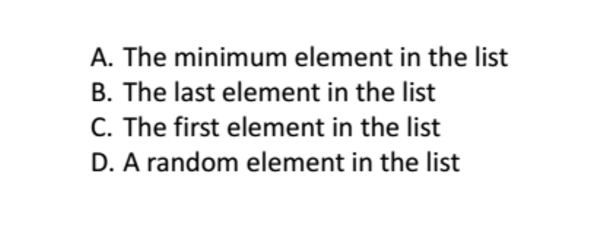 A. The minimum element in the list
B. The last element in the list
C. The first element in the list
D. A random element in the list